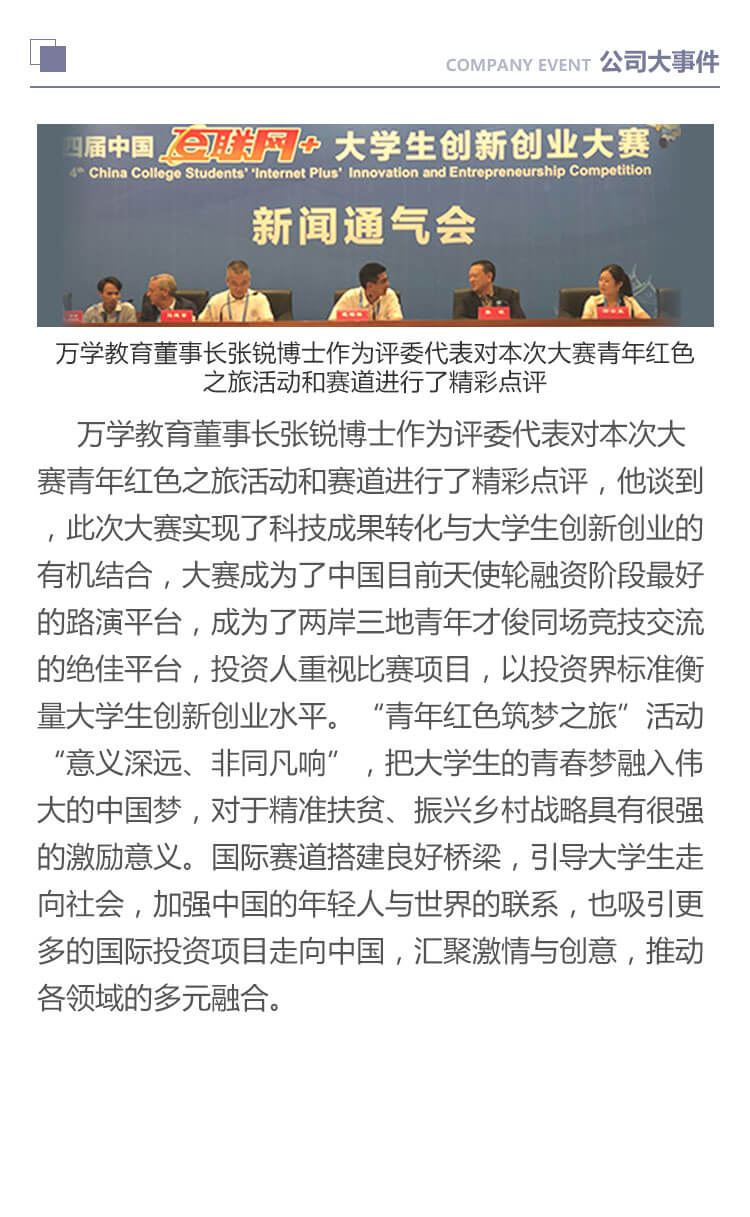 COMPANY EVENT 公司大事件
四届中国 互联网+ 大学生创新创业大赛
4th China College Students' 'Internet Plus' Innovation and Entrepreneurship Competition
新闻通气会
万学教育董事长张锐博士作为评委代表对本次大赛青年红色
之旅活动和赛道进行了精彩点评
万学教育董事长张锐博士作为评委代表对本次大
赛青年红色之旅活动和赛道进行了精彩点评，他谈到
，此次大赛实现了科技成果转化与大学生创新创业的
有机结合，大赛成为了中国目前天使轮融资阶段最好
的路演平台，成为了两岸三地青年才俊同场竞技交流
的绝佳平台，投资人重视比赛项目，以投资界标准衡
量大学生创新创业水平。“青年红色筑梦之旅”活动
“意义深远、非同凡响”，把大学生的青春梦融入伟
大的中国梦，对于精准扶贫、振兴乡村战略具有很强
的激励意义。国际赛道搭建良好桥梁，引导大学生走
向社会，加强中国的年轻人与世界的联系，也吸引更
多的国际投资项目走向中国，汇聚激情与创意，推动
各领域的多元融合。